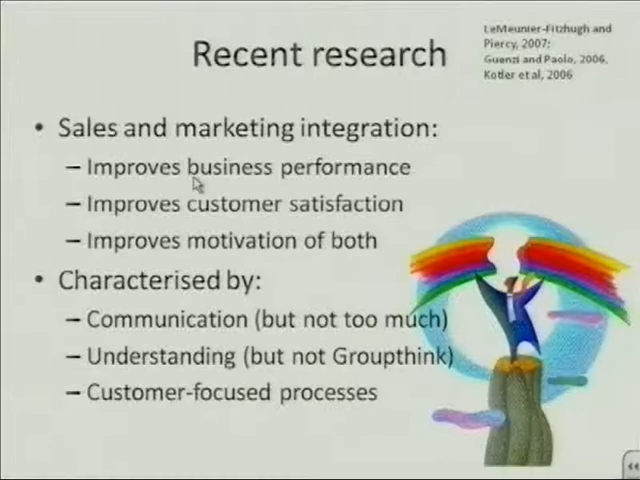 Recent research
LeMeunier-Fitzhugh and
Piercy, 2007;
Guenzi and Paolo, 2006,
Kotler et al, 2006
• Sales and marketing integration:
– Improves business performance
– Improves customer satisfaction
– Improves motivation of both
• Characterised by:
– Communication (but not too much)
– Understanding (but not Groupthink)
– Customer-focused processes